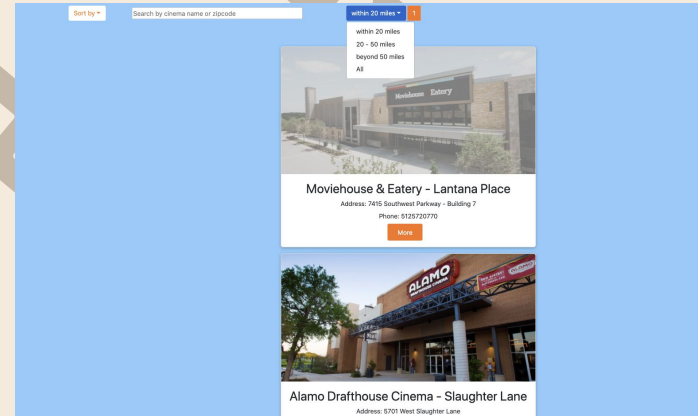 Sort by
Search by cinema name or zipcode
within 20 miles
1
within 20 miles
20 - 50 miles
beyond 50 miles
All
Moviehouse Eatery
Moviehouse & Eatery - Lantana Place
Address: 7415 Southwest Parkway - Building 7
Phone: 5125720770
More
ALAMO
DRAFTHOUSE CINEMA
Alamo Drafthouse Cinema - Slaughter Lane
Address: 5701 West Slaughter Lane